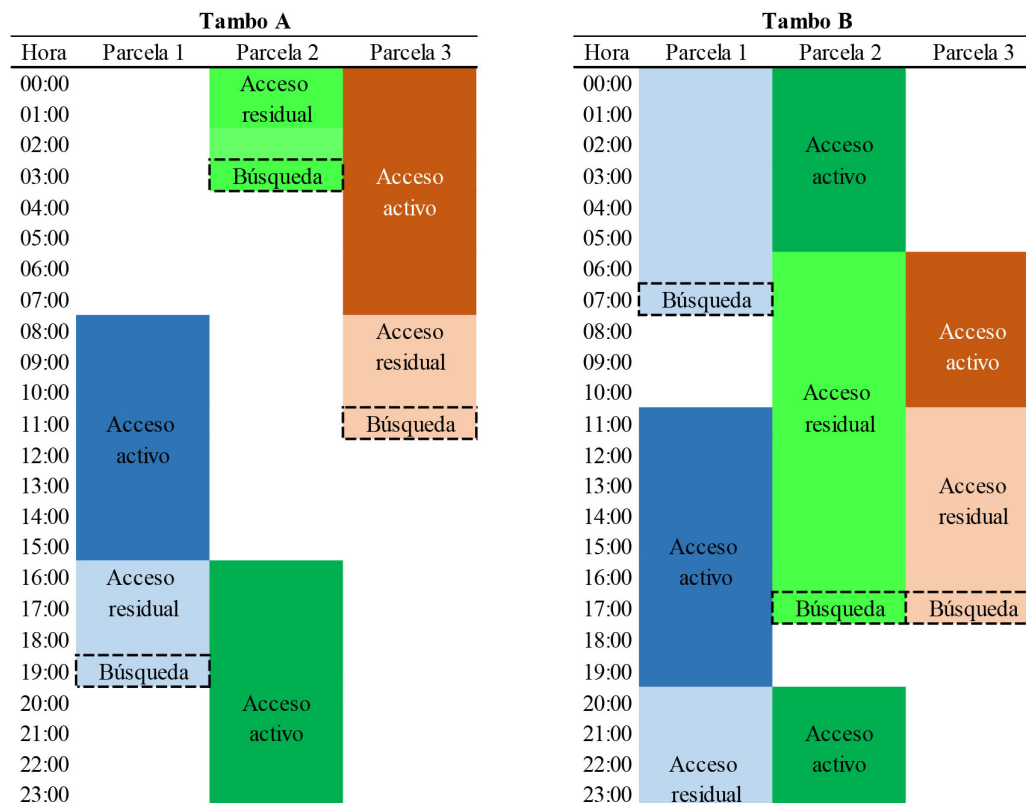 Tambo A
Hora Parcela 1 Parcela 2 Parcela 3
00:00 Acceso
01:00 residual
02:00 Acceso
03:00 Búsqueda
04:00 activo
05:00
06:00
07:00
08:00 Acceso
09:00 residual
10:00
11:00 Acceso Búsqueda
12:00 activo
13:00
14:00
15:00
16:00 Acceso
17:00 residual
18:00
19:00 Búsqueda
20:00 Acceso
21:00 activo
22:00
23:00
Tambo B
Hora Parcela 1 Parcela 2 Parcela 3
00:00
01:00
02:00 Acceso
03:00 activo
04:00
05:00
06:00
07:00 Búsqueda
08:00 Acceso
09:00 activo
10:00 Acceso
11:00 residual
12:00
13:00 Acceso
14:00 residual
15:00 Acceso
16:00 activo
17:00 Búsqueda Búsqueda
18:00
19:00
20:00
21:00 Acceso
22:00 Acceso activo
23:00 residual